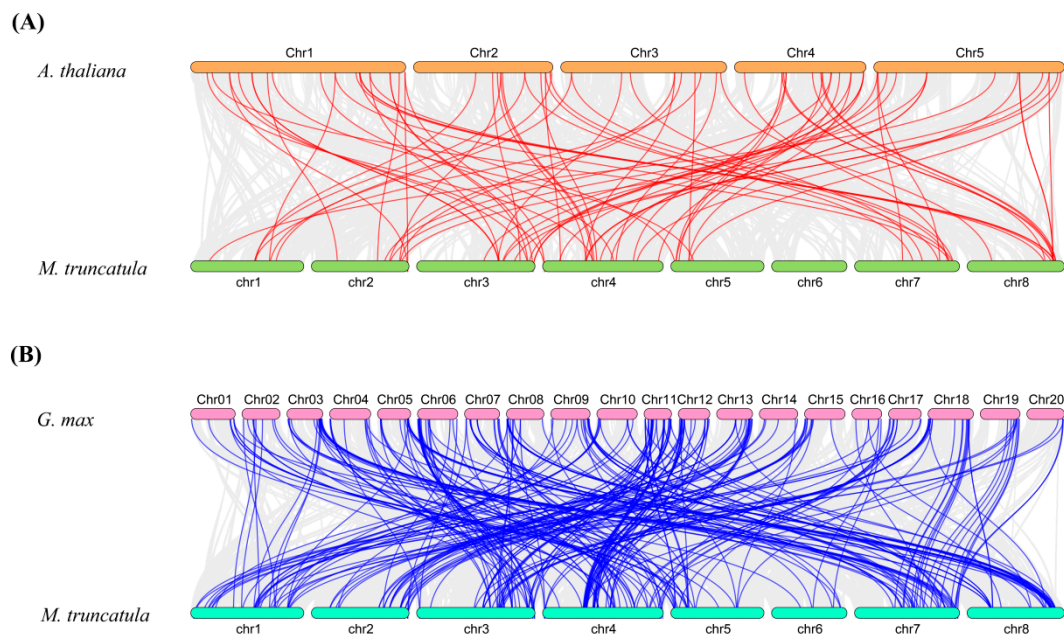 (A)
Chr1 Chr2 Chr3 Chr4 Chr5
A. thaliana
M. truncatula
chr1 chr2 chr3 chr4 chr5 chr6 chr7 chr8
(B)
Chr01 Chr02 Chr03 Chr04 Chr05 Chr06 Chr07 Chr08 Chr09 Chr10 Chr11 Chr12 Chr13 Chr14 Chr15 Chr16 Chr17 Chr18 Chr19 Chr20
G. max
M. truncatula
chr1 chr2 chr3 chr4 chr5 chr6 chr7 chr8